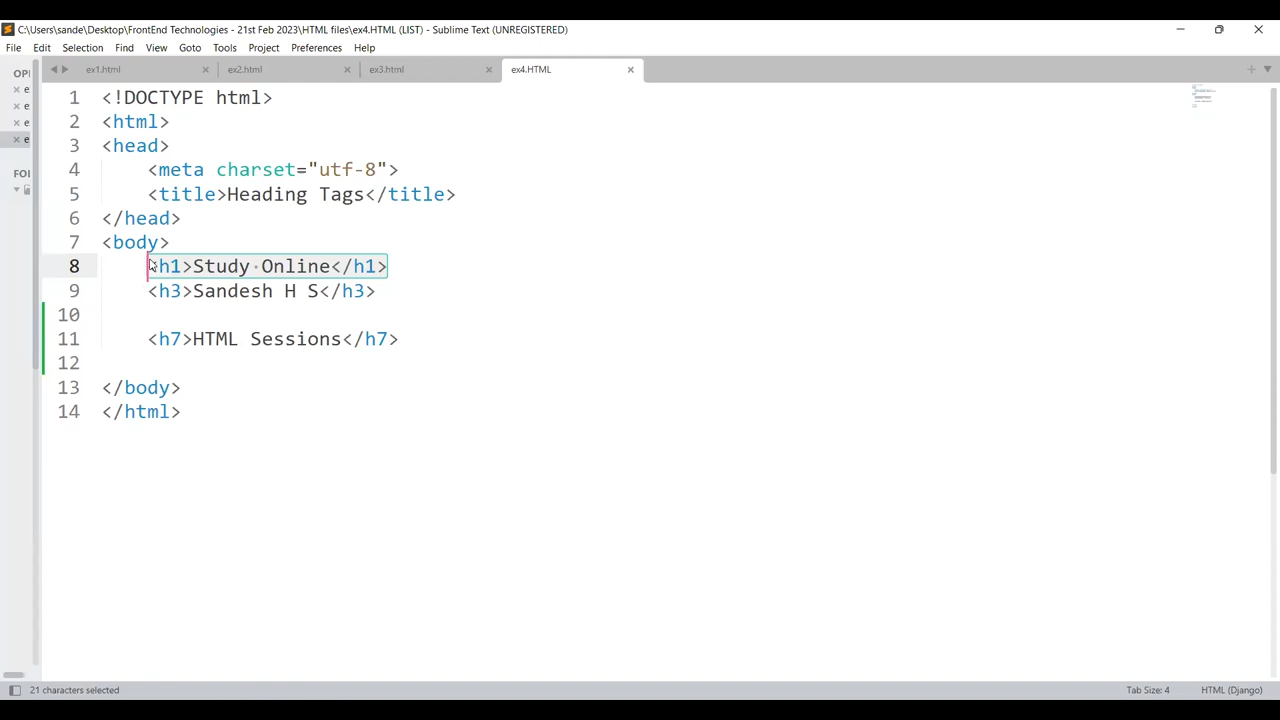 C:\Users\sande\Desktop\FrontEnd Technologies - 21st Feb 2023\HTML files\ex4.HTML (LIST) - Sublime Text (UNREGISTERED)
File Edit Selection Find View Goto Tools Project Preferences Help
OPI
ex1.html ex2.html ex3.html ex4.HTML
e
e
e
e
FOI
1 <!DOCTYPE html>
2 <html>
3 <head>
4 <meta charset="utf-8">
5 <title>Heading Tags</title>
6 </head>
7 <body>
8 <h1>Study·Online</h1>
9 <h3>Sandesh H S</h3>
10
11 <h7>HTML Sessions</h7>
12
13 </body>
14 </html>
21 characters selected Tab Size: 4 HTML (Django)